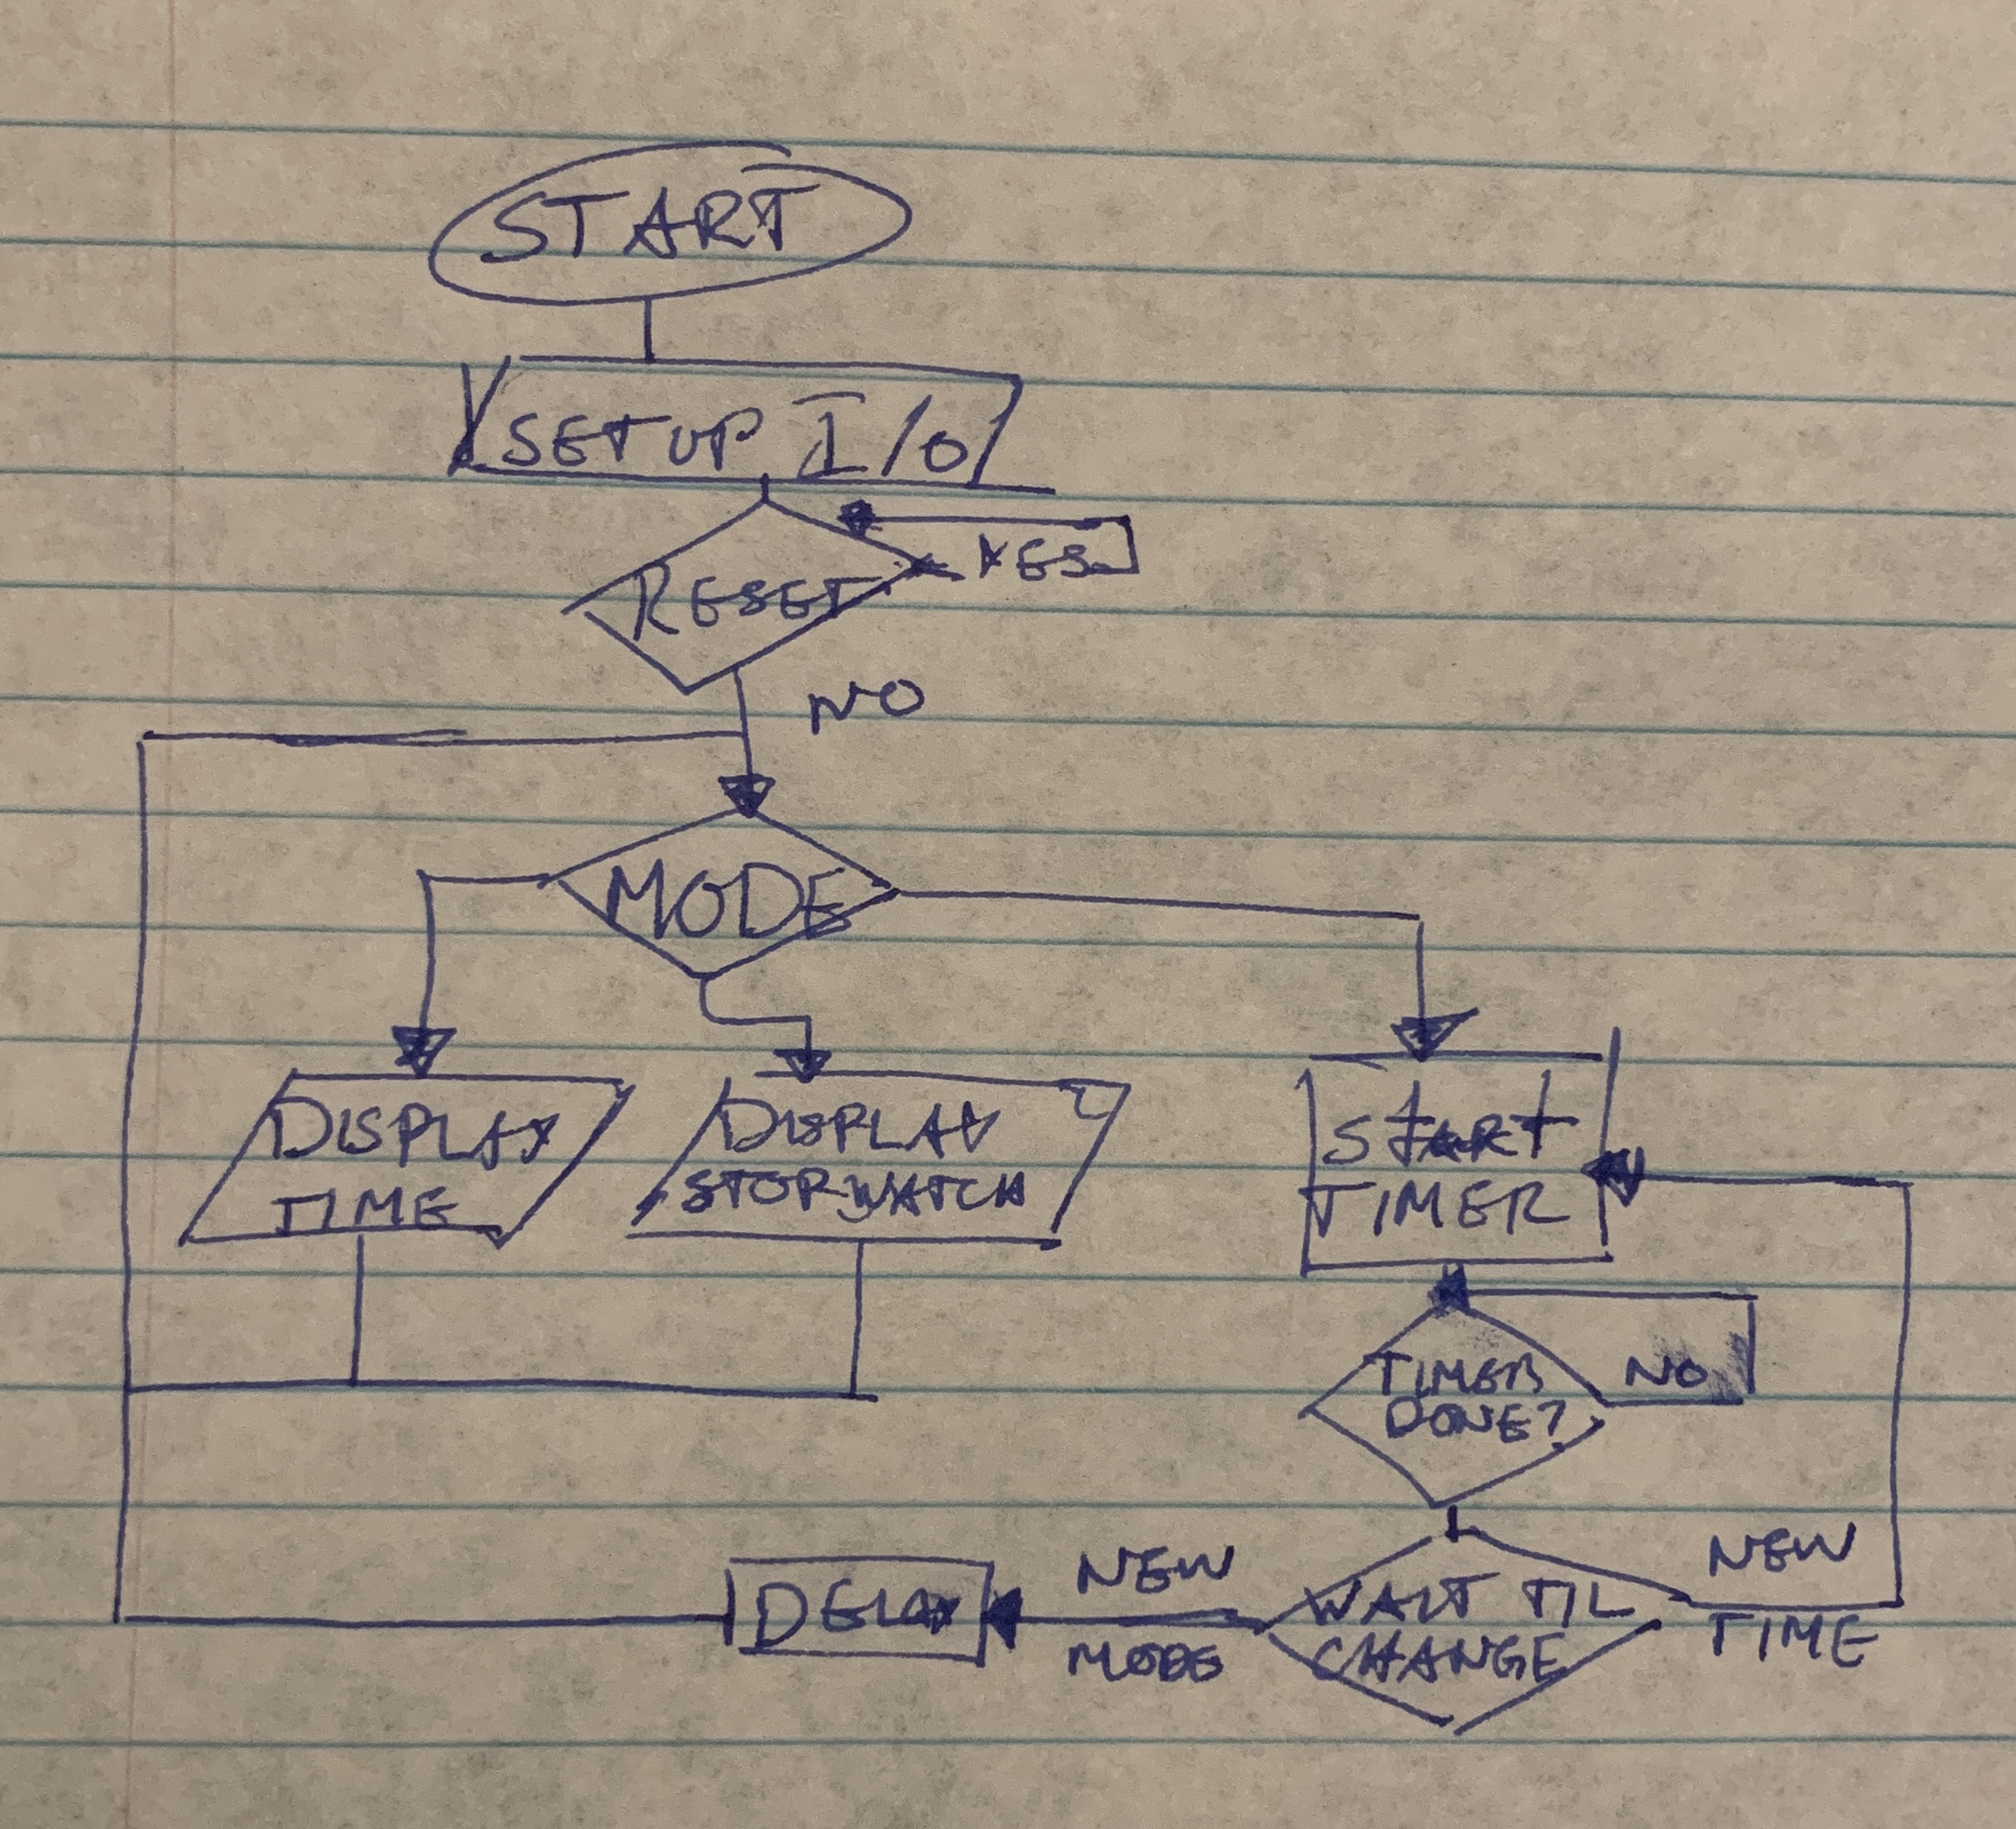 START
SETUP I/O
YES
RESET
NO
MODE
DISPLAY
TIME
DISPLAY
STOPWATCH
START
TIMER
TIMER
DONE?
NO
WAIT TIL
CHANGE
NEW
TIME
NEW
MODE
DELAY